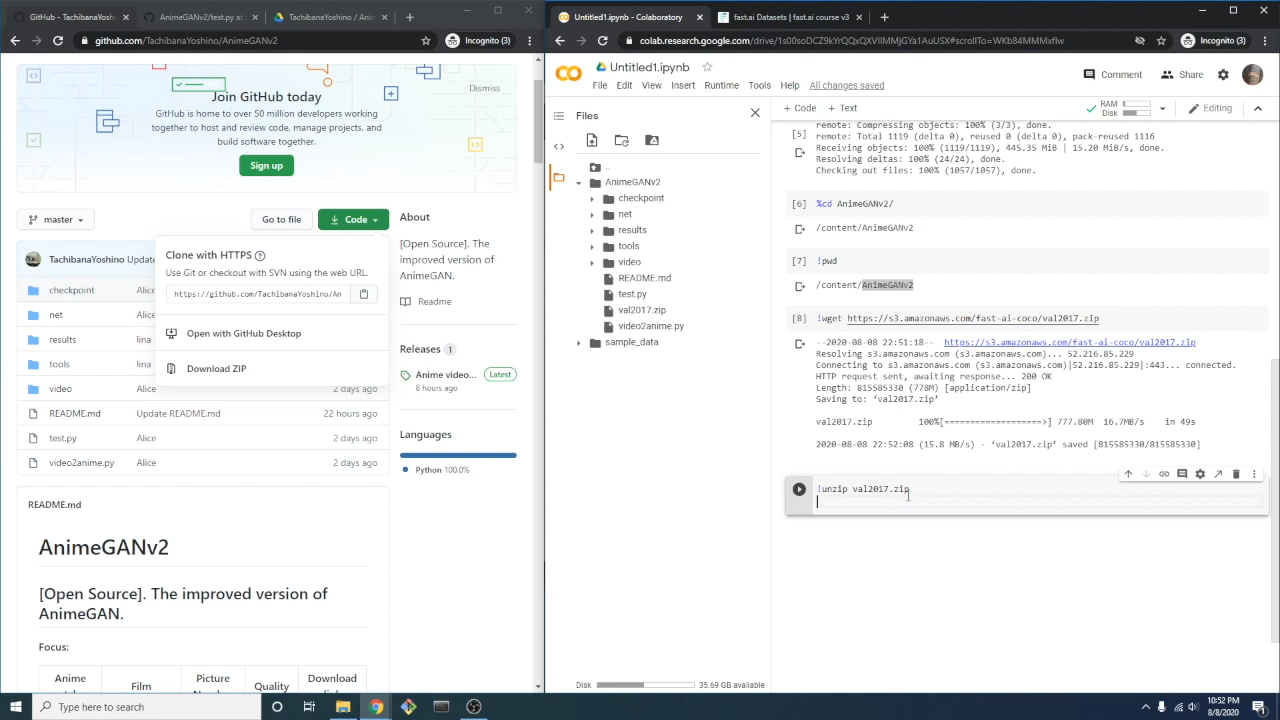 GitHub - TachibanaYoshino/Anim
AnimeGANv2/test.py at
TachibanaYoshino / Anim
github.com/TachibanaYoshino/AnimeGANv2
Incognito (3)
Join GitHub today
Dismiss
GitHub is home to over 50 million developers working
together to host and review code, manage projects, and
build software together.
Sign up
master
Go to file
Code
TachibanaYoshino Update
checkpoint Alice
net Alice
results lina
tools lina
video Alice 2 days ago
README.md Update README.md 22 hours ago
test.py Alice 2 days ago
video2anime.py Alice 2 days ago
Clone with HTTPS
Use Git or checkout with SVN using the web URL.
https://github.com/TachibanaYoshino/An
Open with GitHub Desktop
Download ZIP
About
[Open Source]. The
improved version of
AnimeGAN.
Readme
Releases 1
Anime video... Latest
8 hours ago
Languages
Python 100.0%
README.md
AnimeGANv2
[Open Source]. The improved version of
AnimeGAN.
Focus:
Anime
Film
Picture
Quality
Download
Untitled1.ipynb - Colaboratory
fast.ai Datasets | fast.ai course v3
colab.research.google.com/drive/1s00soDCZ9kYrQQxQXVIIMMjGYa1AuUSX#scrollTo=WKb84MMMxfIw
Incognito (3)
Untitled1.ipynb
File Edit View Insert Runtime Tools Help All changes saved
Comment
Share
+ Code + Text
RAM
Disk
Editing
Files
..
AnimeGANv2
checkpoint
net
results
tools
video
README.md
test.py
val2017.zip
video2anime.py
sample_data
Disk 35.69 GB available
[5] remote: Compressing objects: 100% (3/3), done.
remote: Total 1119 (delta 0), reused 0 (delta 0), pack-reused 1116
Receiving objects: 100% (1119/1119), 445.35 MiB | 15.20 MiB/s, done.
Resolving deltas: 100% (24/24), done.
Checking out files: 100% (1057/1057), done.
[6] %cd AnimeGANv2/
/content/AnimeGANv2
[7] !pwd
/content/AnimeGANv2
[8] !wget https://s3.amazonaws.com/fast-ai-coco/val2017.zip
--2020-08-08 22:51:18-- https://s3.amazonaws.com/fast-ai-coco/val2017.zip
Resolving s3.amazonaws.com (s3.amazonaws.com)... 52.216.85.229
Connecting to s3.amazonaws.com (s3.amazonaws.com)|52.216.85.229|:443... connected.
HTTP request sent, awaiting response... 200 OK
Length: 815585330 (778M) [application/zip]
Saving to: ‘val2017.zip’
val2017.zip 100%[===================>] 777.80M 16.7MB/s in 49s
2020-08-08 22:52:08 (15.8 MB/s) - ‘val2017.zip’ saved [815585330/815585330]
!unzip val2017.zip
Type here to search
10:52 PM
8/8/2020